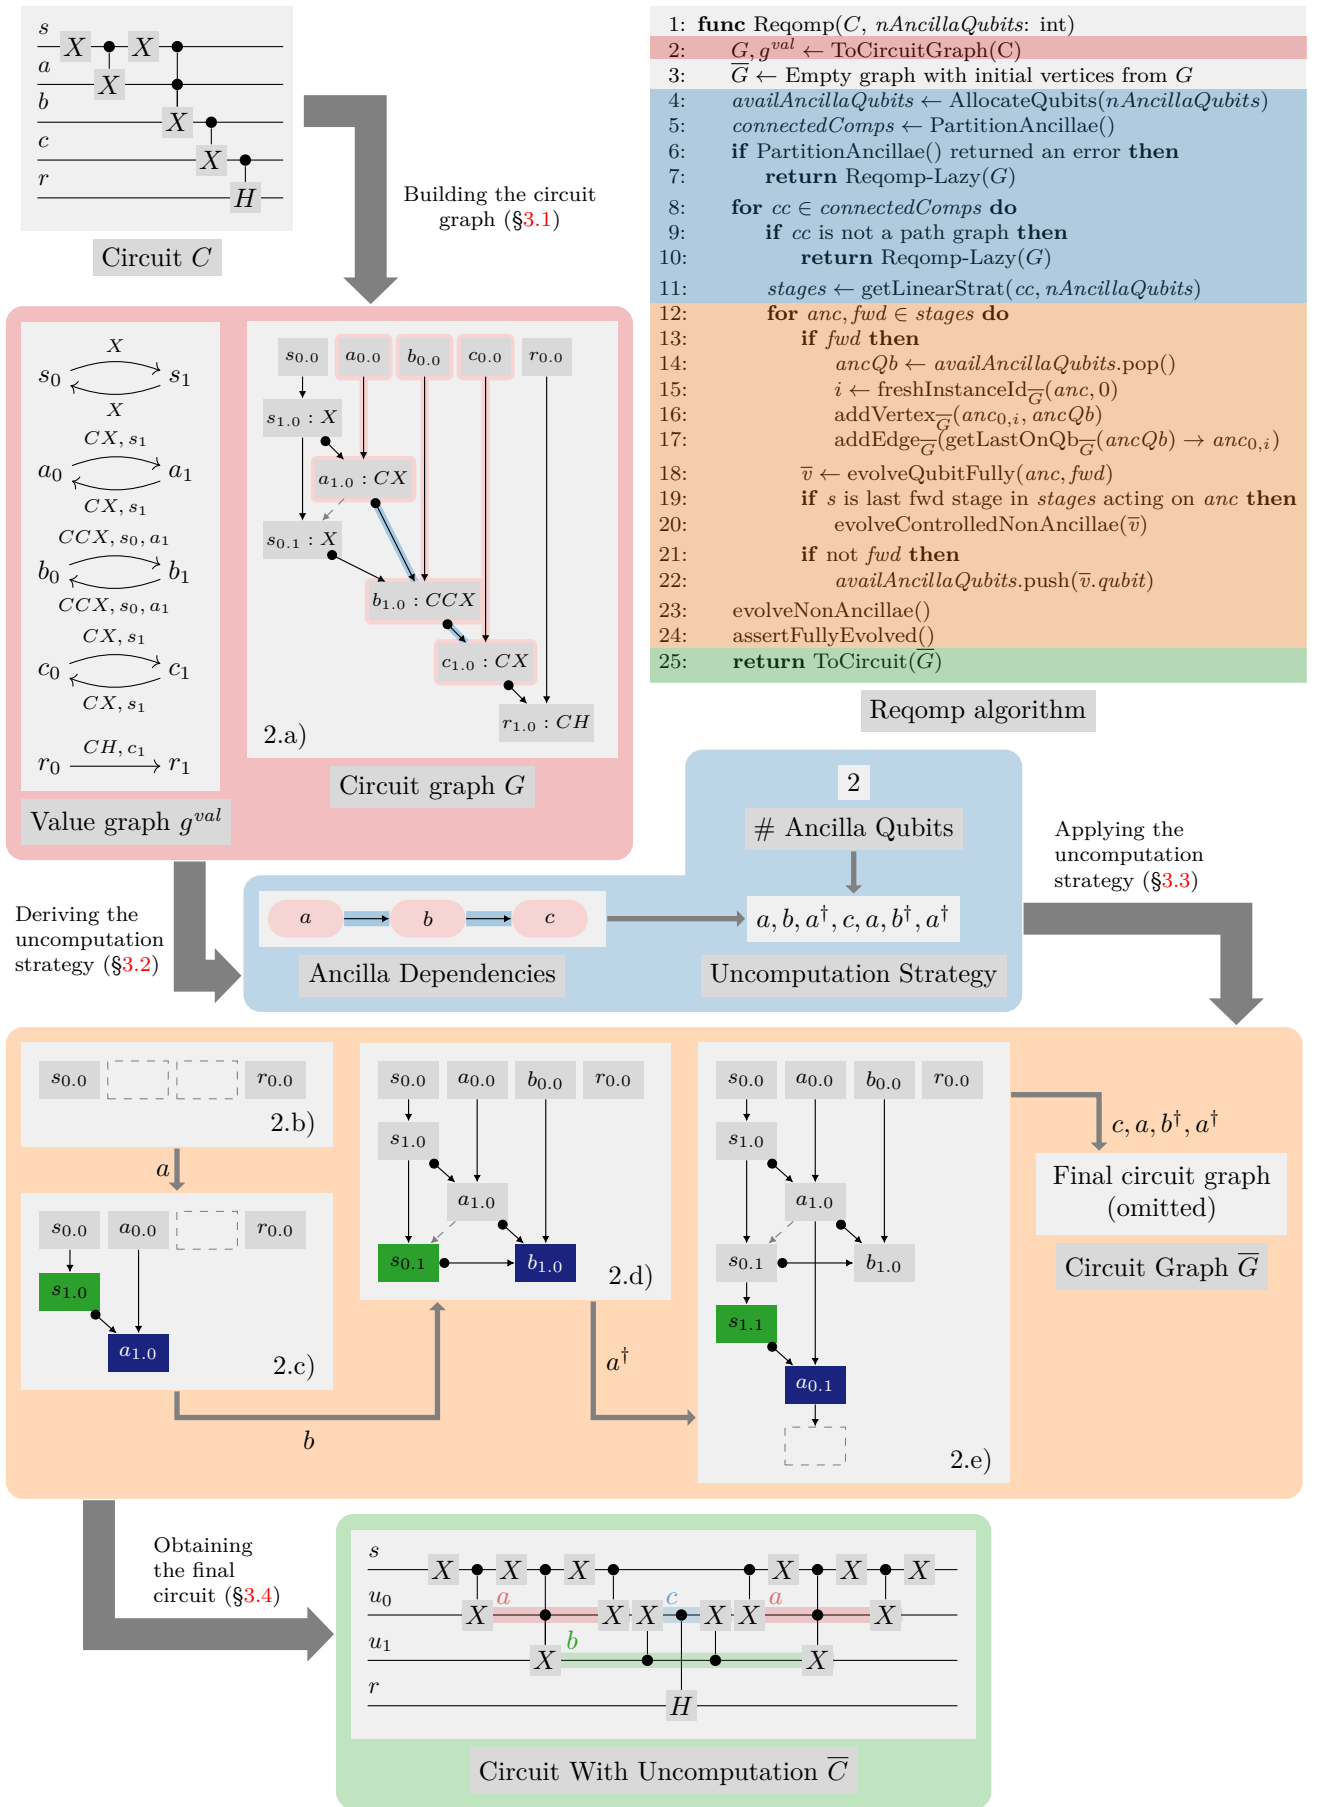 s
X X
a
X
b
X
c
X
r
H
Circuit C
Building the circuit
graph (§3.1)
1: func Reqomp(C, nAncillaQubits: int)
2: G, g^val ← ToCircuitGraph(C)
3: G̅ ← Empty graph with initial vertices from G
4: availAncillaQubits ← AllocateQubits(nAncillaQubits)
5: connectedComps ← PartitionAncillae()
6: if PartitionAncillae() returned an error then
7: return Reqomp-Lazy(G)
8: for cc ∈ connectedComps do
9: if cc is not a path graph then
10: return Reqomp-Lazy(G)
11: stages ← getLinearStrat(cc, nAncillaQubits)
12: for anc, fwd ∈ stages do
13: if fwd then
14: ancQb ← availAncillaQubits.pop()
15: i ← freshInstanceId_G̅(anc, 0)
16: addVertex_G̅(anc_{0,i}, ancQb)
17: addEdge_G̅(getLastOnQb_G̅(ancQb) → anc_{0,i})
18: v̅ ← evolveQubitFully(anc, fwd)
19: if s is last fwd stage in stages acting on anc then
20: evolveControlledNonAncillae(v̅)
21: if not fwd then
22: availAncillaQubits.push(v̅.qubit)
23: evolveNonAncillae()
24: assertFullyEvolved()
25: return ToCircuit(G̅)
Reqomp algorithm
X
s₀ s₁
X
CX, s₁
a₀ a₁
CX, s₁
CCX, s₀, a₁
b₀ b₁
CCX, s₀, a₁
CX, s₁
c₀ c₁
CX, s₁
CH, c₁
r₀ r₁
Value graph g^val
s₀.₀ a₀.₀ b₀.₀ c₀.₀ r₀.₀
s₁.₀ : X
a₁.₀ : CX
s₀.₁ : X
b₁.₀ : CCX
c₁.₀ : CX
r₁.₀ : CH
2.a)
Circuit graph G
Deriving the
uncomputation
strategy (§3.2)
a b c
Ancilla Dependencies
2
# Ancilla Qubits
a, b, a†, c, a, b†, a†
Uncomputation Strategy
Applying the
uncomputation
strategy (§3.3)
s₀.₀ r₀.₀
2.b)
a
s₀.₀ a₀.₀ r₀.₀
s₁.₀
a₁.₀
2.c)
b
s₀.₀ a₀.₀ b₀.₀ r₀.₀
s₁.₀
a₁.₀
s₀.₁ b₁.₀
2.d)
a†
s₀.₀ a₀.₀ b₀.₀ r₀.₀
s₁.₀
a₁.₀
s₀.₁ b₁.₀
s₁.₁
a₀.₁
2.e)
c, a, b†, a†
Final circuit graph
(omitted)
Circuit Graph G̅
Obtaining
the final
circuit (§3.4)
s
X X X X X X
u₀ a c a
X X X X X X
u₁ b
X X
r
H
Circuit With Uncomputation C̅